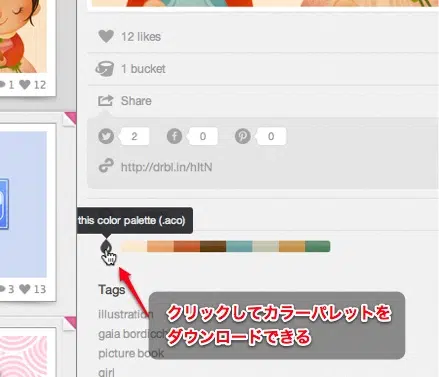 12 likes
1 bucket
Share
2
0
0
http://drbl.in/hItN
this color palette (.aco)
Tags
illustration
gaia bordicc
picture book
girl
クリックしてカラーパレットを
ダウンロードできる
1
12
3
13